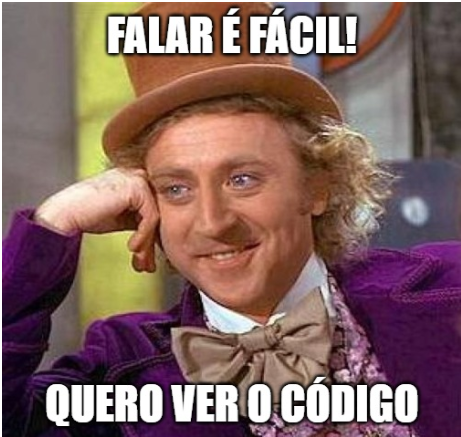 FALAR É FÁCIL!
QUERO VER O CÓDIGO